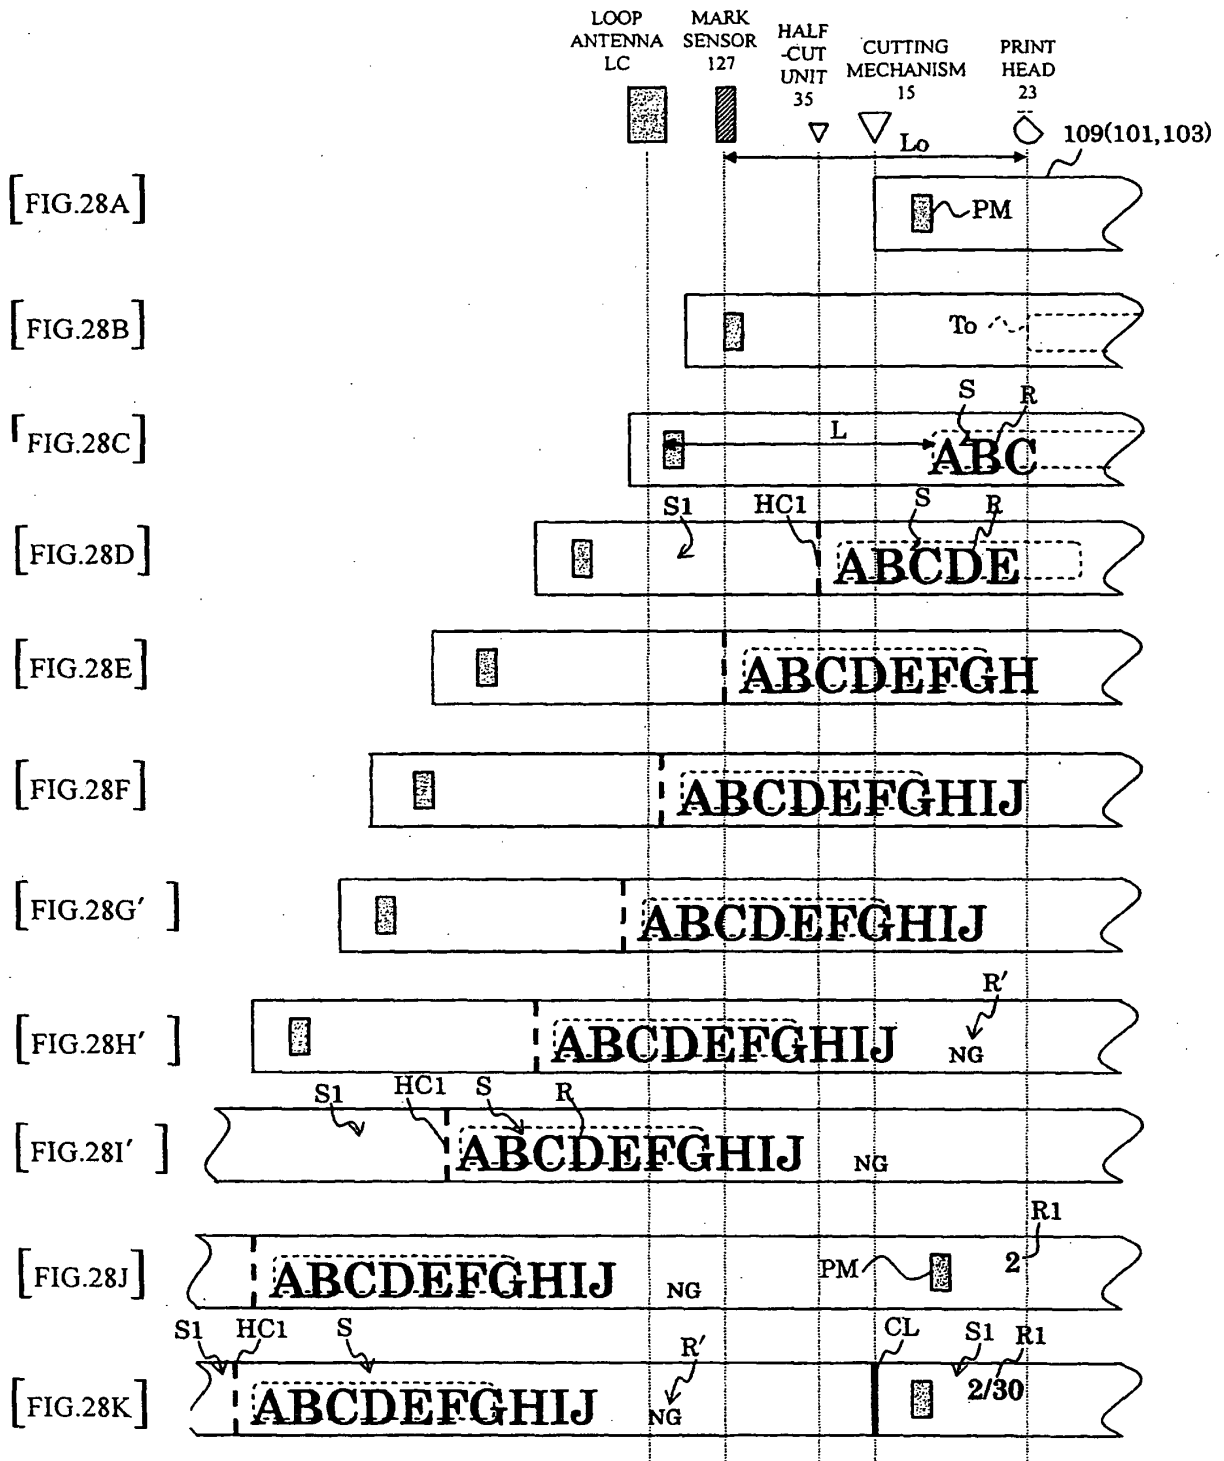 LOOP ANTENNA LC
MARK SENSOR 127
HALF -CUT UNIT 35
CUTTING MECHANISM 15
PRINT HEAD 23
Lo
109(101,103)
[FIG.28A]
PM
[FIG.28B]
To
[FIG.28C]
L
S
R
ABC
[FIG.28D]
S1
HC1
S
R
ABCDE
[FIG.28E]
ABCDEFGH
[FIG.28F]
ABCDEFGHIJ
[FIG.28G′]
ABCDEFGHIJ
[FIG.28H′]
ABCDEFGHIJ
R′
NG
[FIG.28I′]
S1
HC1
S
R
ABCDEFGHIJ
NG
[FIG.28J]
ABCDEFGHIJ
NG
PM
2
R1
[FIG.28K]
S1
HC1
S
ABCDEFGHIJ
R′
NG
CL
S1
R1
2/30